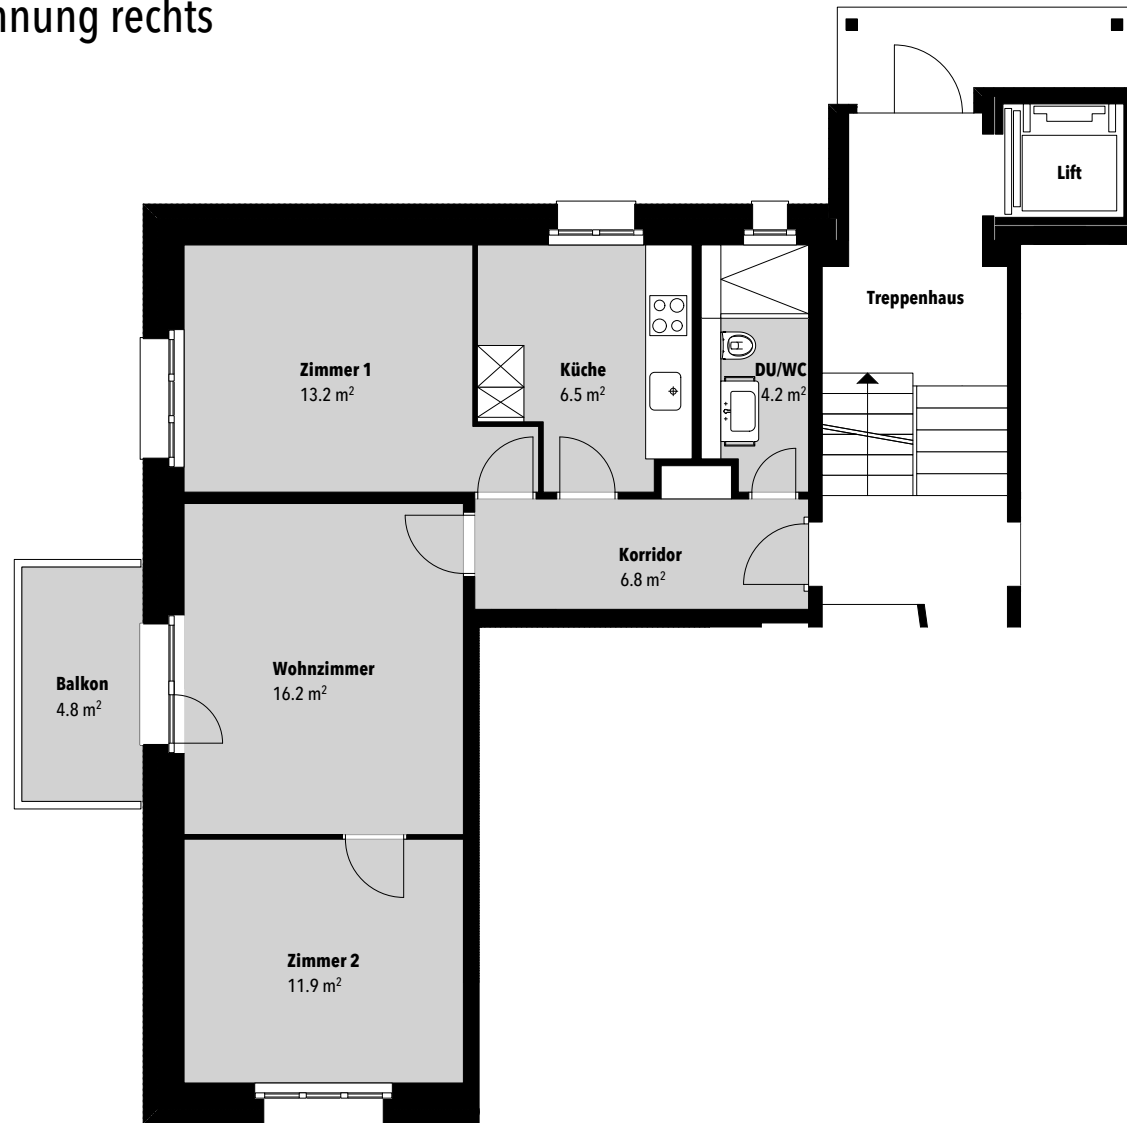 nnung rechts
Lift
Treppenhaus
Zimmer 1
13.2 m²
Küche
6.5 m²
DU/WC
4.2 m²
Korridor
6.8 m²
Wohnzimmer
16.2 m²
Balkon
4.8 m²
Zimmer 2
11.9 m²